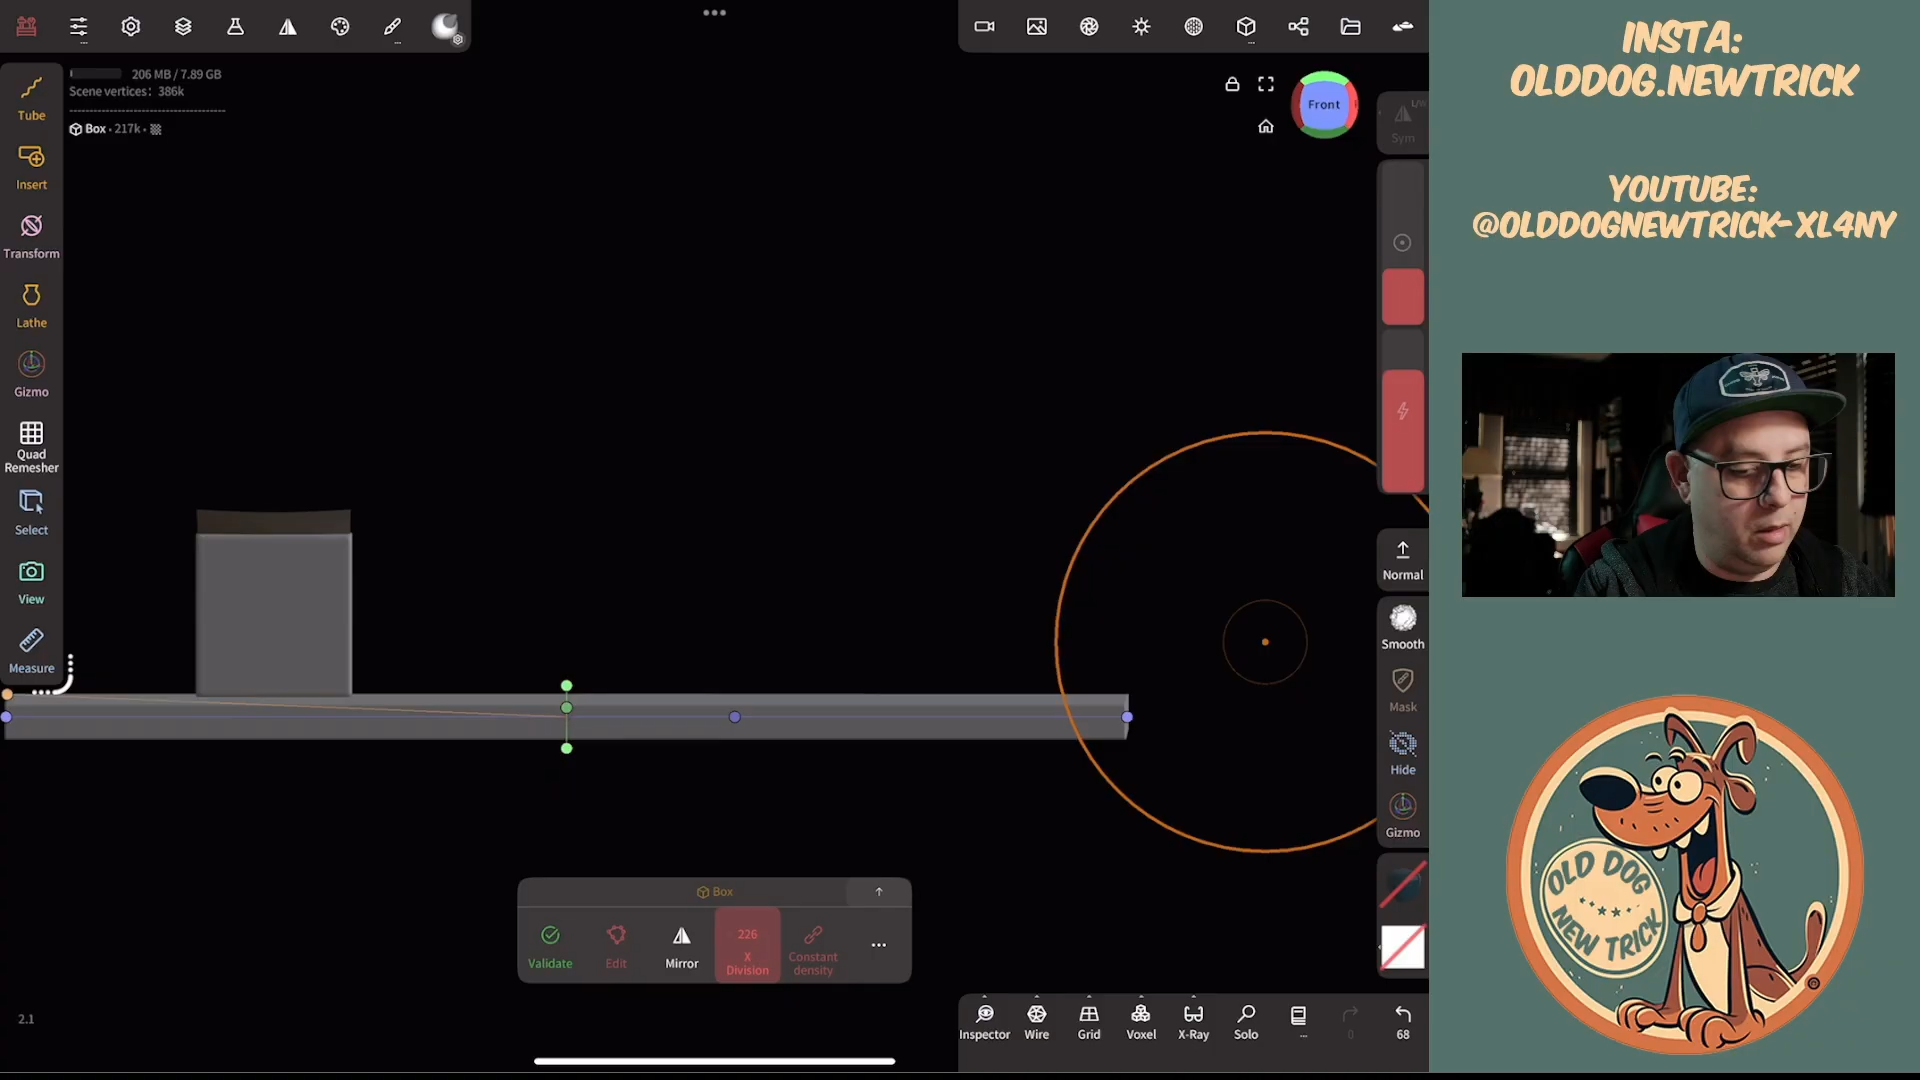 206 MB / 7.89 GB
Scene vertices: 386k
Box • 217k •
Tube
Insert
Transform
Lathe
Gizmo
Quad
Remesher
Select
View
Measure
2.1
Front
Sym
Normal
Smooth
Mask
Hide
Gizmo
Box
Validate
Edit
Mirror
226
X
Division
Constant
density
...
Inspector
Wire
Grid
Voxel
X-Ray
Solo
...
0
68
INSTA:
OLDDOG.NEWTRICK
YOUTUBE:
@OLDDOGNEWTRICK-XL4NY
OLD DOG
NEW TRICK